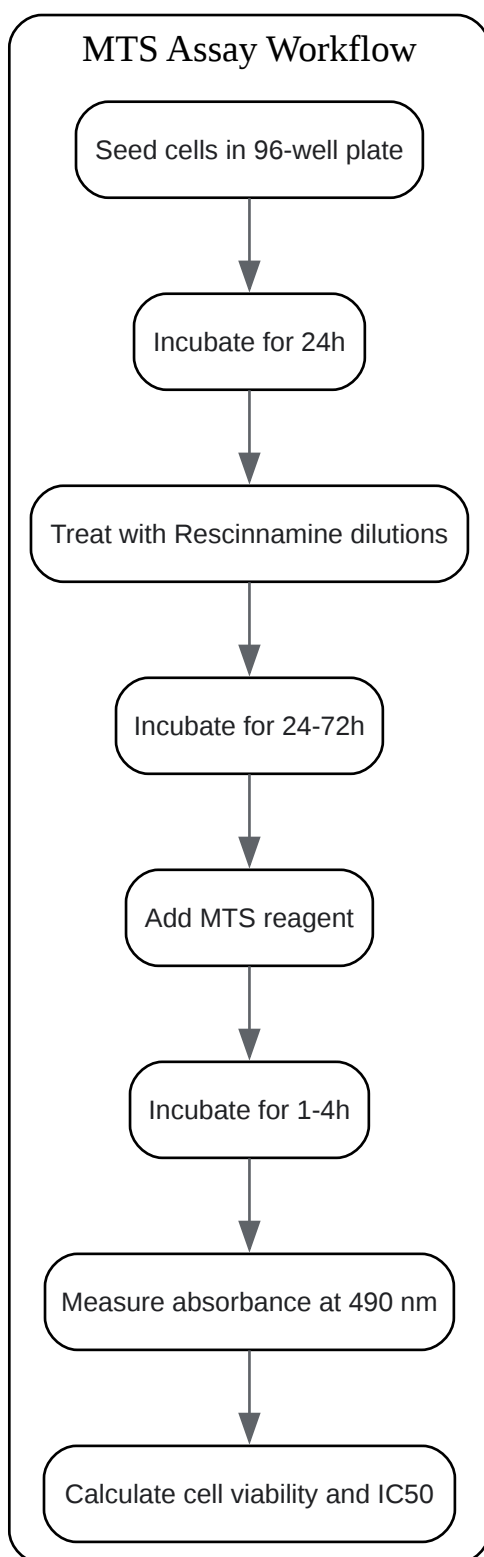 MTS Assay Workflow
Seed cells in 96-well plate
Incubate for 24h
Treat with Rescinnamine dilutions
Incubate for 24-72h
Add MTS reagent
Incubate for 1-4h
Measure absorbance at 490 nm
Calculate cell viability and IC50